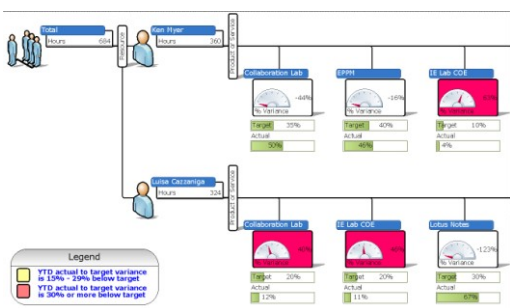 Total
Hours 684
Resource
Ken Myer
Hours 360
Product or Service
Collaboration Lab
-44%
% Variance
Target 35%
Actual
50%
EPPM
-16%
% Variance
Target 40%
Actual
46%
IE Lab COE
% Variance
Target 10%
Actual
4%
Luisa Cazzaniga
Hours 324
Product or Service
Collaboration Lab
% Variance
Target 20%
Actual
12%
IE Lab COE
% Variance
Target 20%
Actual
11%
Lotus Notes
-123%
% Variance
Target 30%
Actual
67%
Legend
YTD actual to target variance
is 15% - 29% below target
YTD actual to target variance
is 30% or more below target